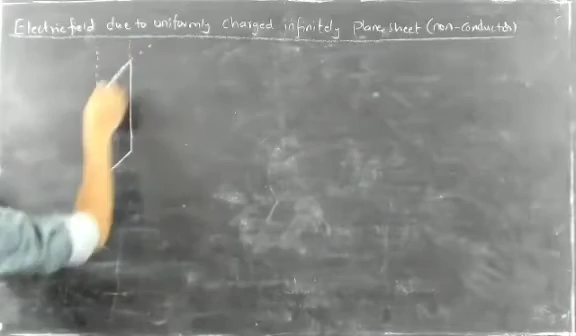 Electric field due to uniformly charged infinitely plane sheet (non-conductor)